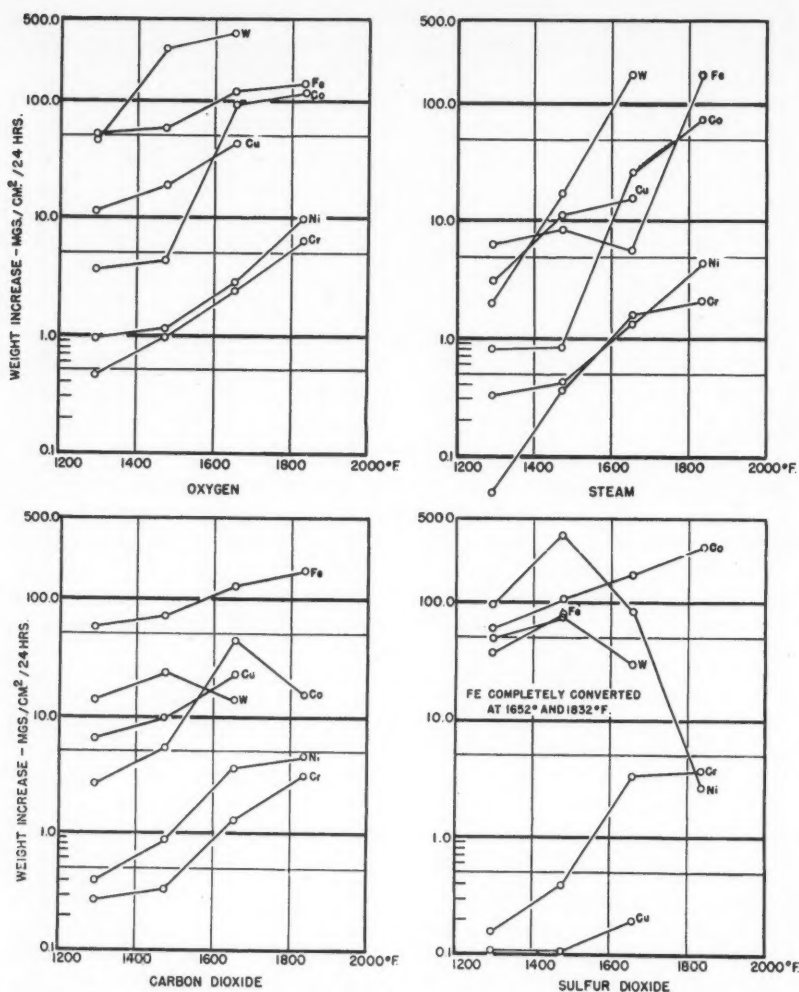 WEIGHT INCREASE - MGS./CM²/24 HRS.
500.0
100.0
10.0
1.0
0.1
W
Fe
Co
Cu
Ni
Cr
1200 1400 1600 1800 2000°F.
OXYGEN
500.0
100.0
10.0
1.0
0.1
W
Fe
Co
Cu
Ni
Cr
1200 1400 1600 1800 2000°F.
STEAM
WEIGHT INCREASE - MGS./CM²/24 HRS.
500.0
100.0
10.0
1.0
0.1
Fe
Cu
W
Co
Ni
Cr
1200 1400 1600 1800 2000°F.
CARBON DIOXIDE
500.0
100.0
10.0
1.0
0.1
Co
Fe
W
FE COMPLETELY CONVERTED
AT 1652° AND 1832°F.
Cr
Ni
Cu
1200 1400 1600 1800 2000°F.
SULFUR DIOXIDE